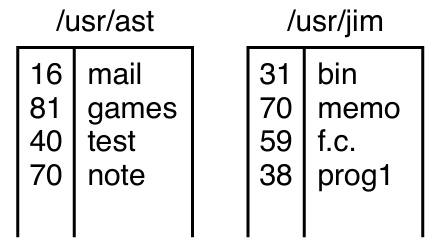 /usr/ast
16 mail
81 games
40 test
70 note
/usr/jim
31 bin
70 memo
59 f.c.
38 prog1